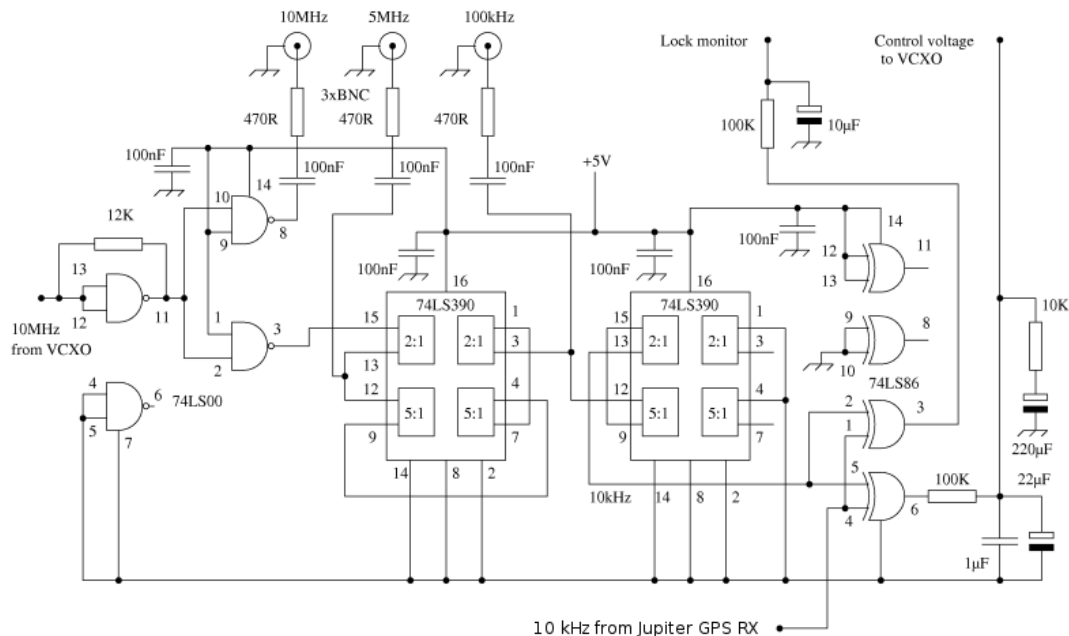 10MHz
5MHz
100kHz
3xBNC
470R
470R
470R
100nF
100nF
100nF
100nF
Lock monitor
Control voltage
to VCXO
100K
10µF
+5V
12K
10
14
9
8
13
12
11
10MHz
from VCXO
1
2
3
4
5
6
7
74LS00
100nF
16
74LS390
15
2:1
2:1
1
3
13
12
5:1
5:1
4
9
7
14
8
2
100nF
16
74LS390
15
13
2:1
2:1
1
3
12
5:1
5:1
4
9
7
10kHz
14
8
2
100nF
14
12
13
11
9
10
8
74LS86
2
1
3
5
4
6
100K
10K
220µF
22µF
1µF
10 kHz from Jupiter GPS RX